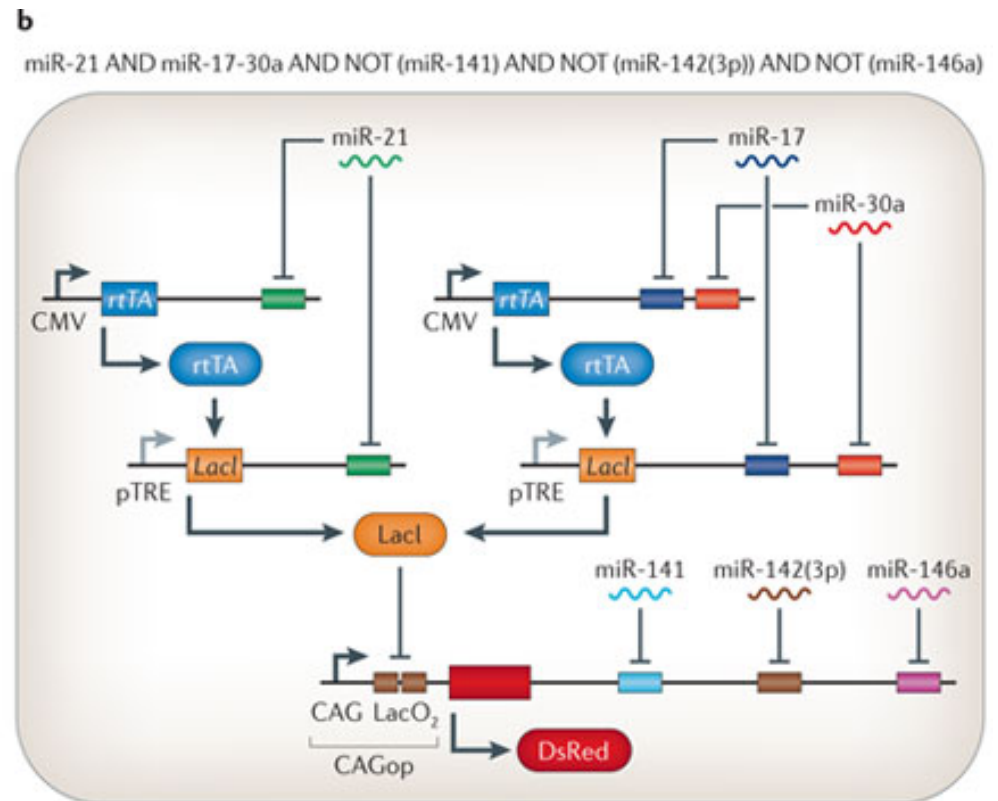 b
miR-21 AND miR-17-30a AND NOT (miR-141) AND NOT (miR-142(3p)) AND NOT (miR-146a)
miR-21
miR-17
miR-30a
rtTA
rtTA
CMV
CMV
rtTA
rtTA
LacI
LacI
pTRE
pTRE
LacI
miR-141
miR-142(3p)
miR-146a
CAG LacO2
DsRed
CAGop